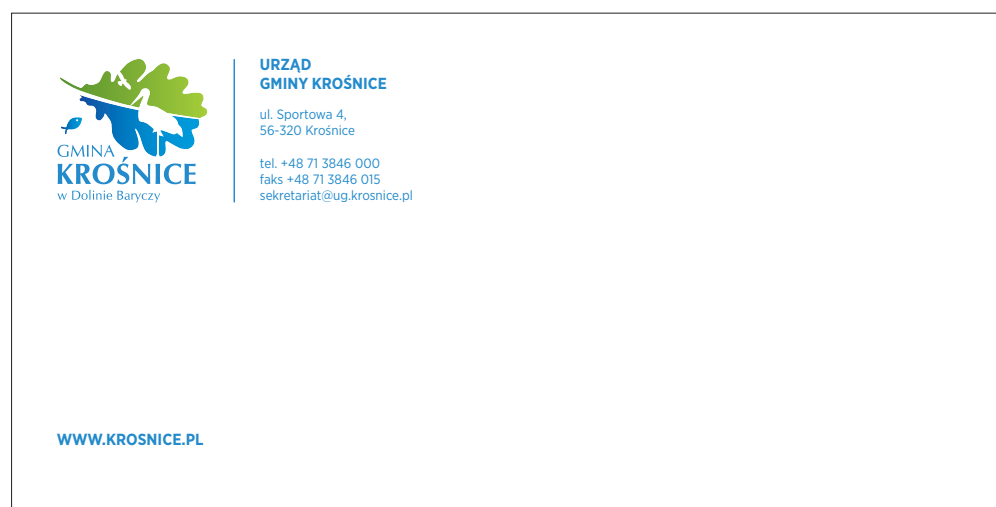 GMINA
KROŚNICE
w Dolinie Baryczy
URZĄD
GMINY KROŚNICE
ul. Sportowa 4,
56-320 Krośnice
tel. +48 71 3846 000
faks +48 71 3846 015
sekretariat@ug.krosnice.pl
WWW.KROSNICE.PL